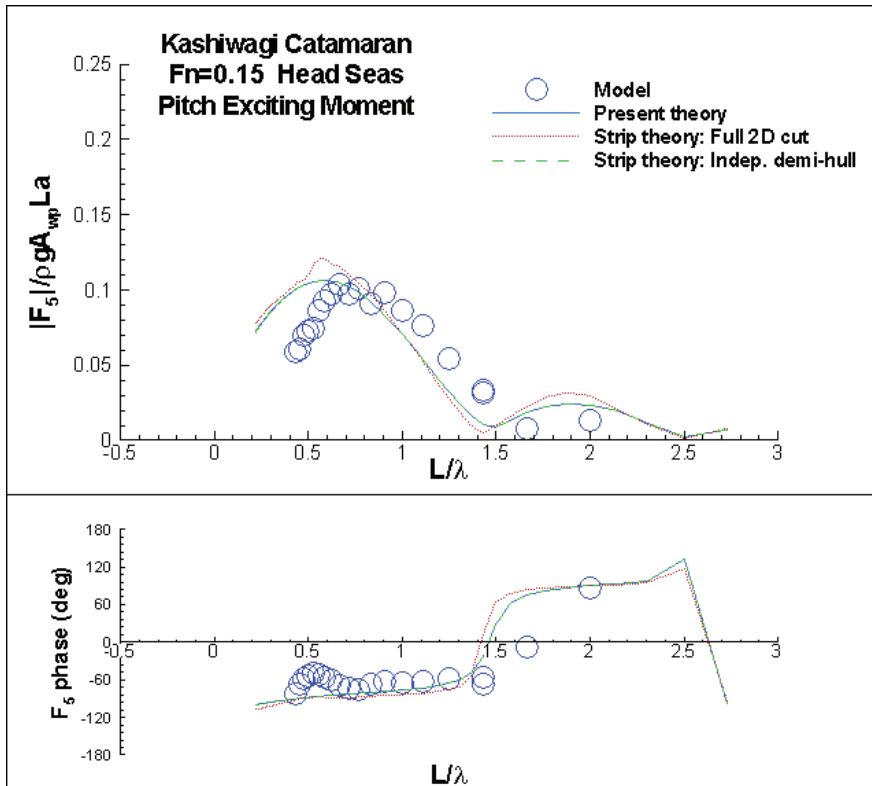 Kashiwagi Catamaran
Fn=0.15 Head Seas
Pitch Exciting Moment
Model
Present theory
Strip theory: Full 2D cut
Strip theory: Indep. demi-hull
|F₅|/ρgA_wpLa
0.25
0.2
0.15
0.1
0.05
0
-0.5 0 0.5 1 1.5 2 2.5 3
L/λ
F₅ phase (deg)
180
120
60
0
-60
-120
-180
-0.5 0 0.5 1 1.5 2 2.5 3
L/λ